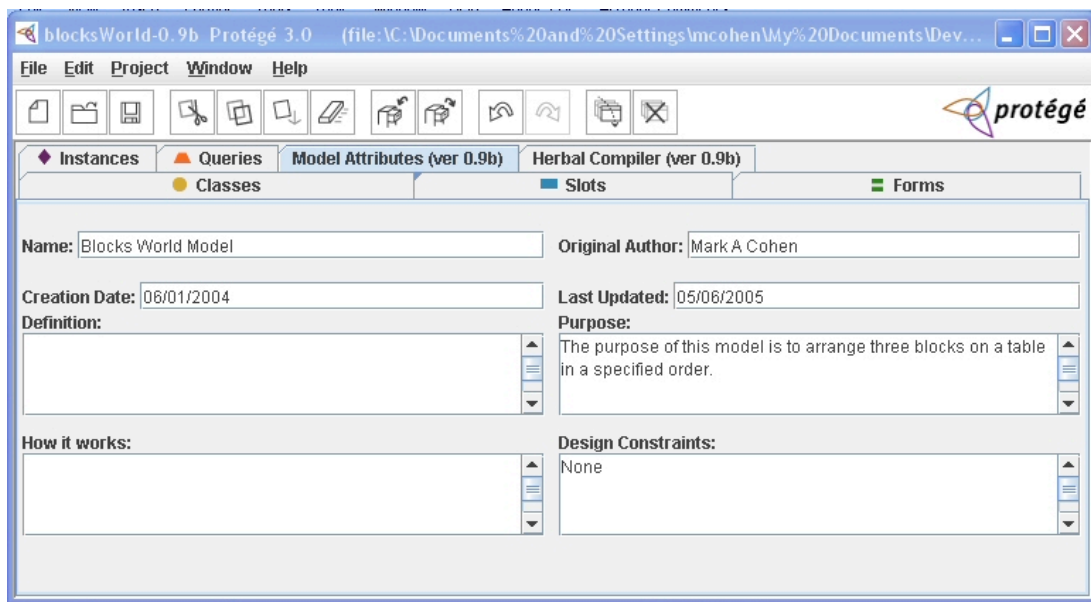 blocksWorld-0.9b Protégé 3.0 (file:\C:\Documents%20and%20Settings\mcohen\My%20Documents\Dev...
File Edit Project Window Help
protégé
Instances Queries Model Attributes (ver 0.9b) Herbal Compiler (ver 0.9b)
Classes Slots Forms
Name: Blocks World Model Original Author: Mark A Cohen
Creation Date: 06/01/2004 Last Updated: 05/06/2005
Definition: Purpose:
The purpose of this model is to arrange three blocks on a table
in a specified order.
How it works: Design Constraints:
None